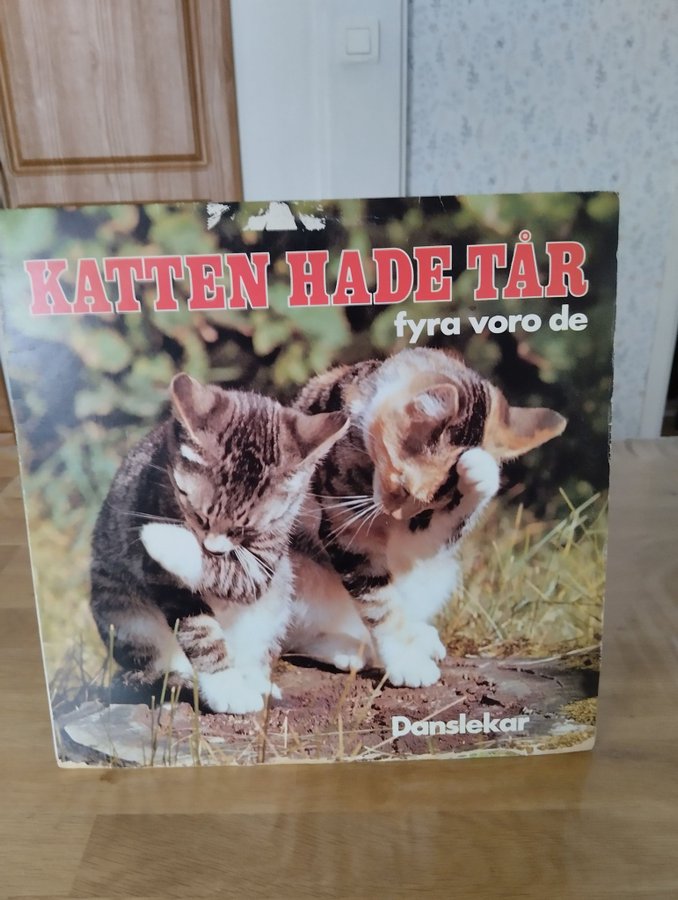 KATTEN HADE TÅR
fyra voro de
Danslekar